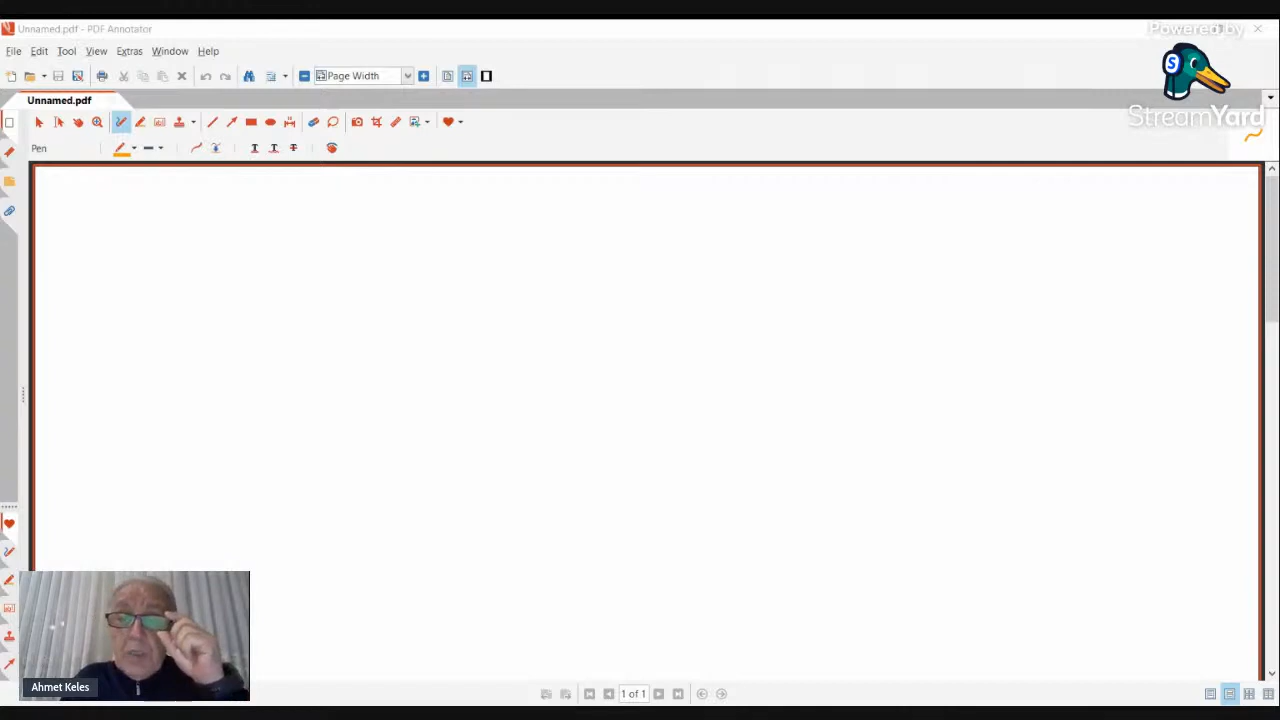 Unnamed.pdf - PDF Annotator
Powered by
File Edit Tool View Extras Window Help
Page Width
StreamYard
Unnamed.pdf
Pen
Ahmet Keles
1 of 1